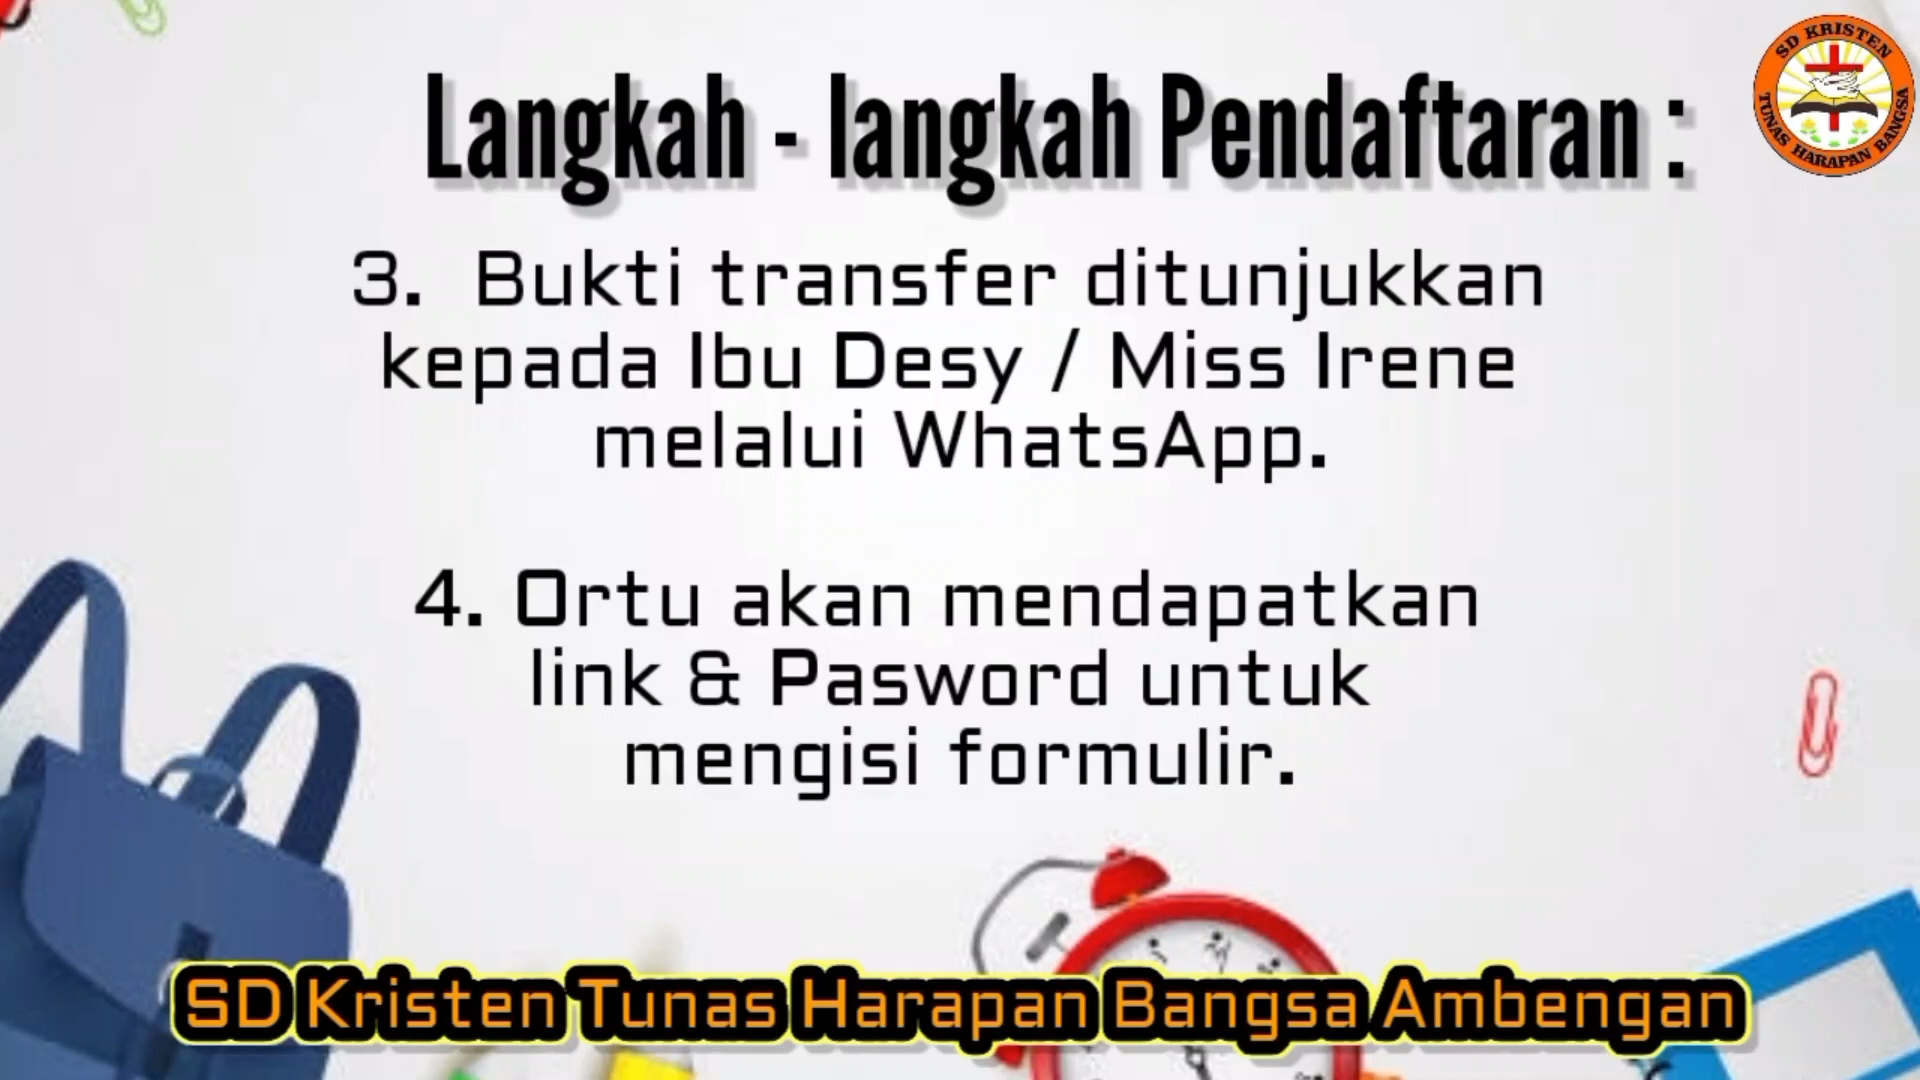 SD KRISTEN
TUNAS HARAPAN BANGSA
Langkah - langkah Pendaftaran :
3. Bukti transfer ditunjukkan
kepada Ibu Desy / Miss Irene
melalui WhatsApp.
4. Ortu akan mendapatkan
link & Pasword untuk
mengisi formulir.
SD Kristen Tunas Harapan Bangsa Ambengan